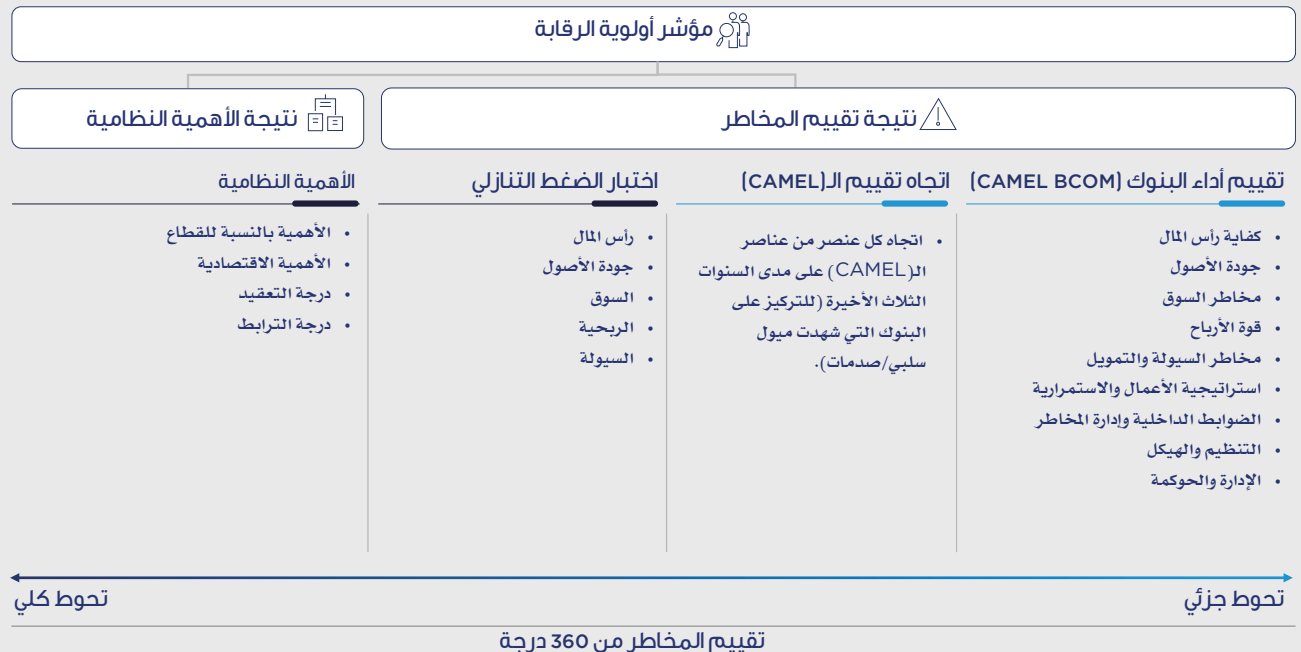 مؤشر أولوية الرقابة
نتيجة تقييم المخاطر
نتيجة الأهمية النظامية
تقييم أداء البنوك (CAMEL BCOM)
• كفاية رأس المال
• جودة الأصول
• مخاطر السوق
• قوة الأرباح
• مخاطر السيولة والتمويل
• استراتيجية الأعمال والاستمرارية
• الضوابط الداخلية وإدارة المخاطر
• التنظيم والهيكل
• الإدارة والحوكمة
اتجاه تقييم الـ(CAMEL)
• اتجاه كل عنصر من عناصر
الـ(CAMEL) على مدى السنوات
الثلاث الأخيرة (للتركيز على
البنوك التي شهدت ميول
سلبي/صدمات).
اختبار الضغط التنازلي
• رأس المال
• جودة الأصول
• السوق
• الربحية
• السيولة
الأهمية النظامية
• الأهمية بالنسبة للقطاع
• الأهمية الاقتصادية
• درجة التعقيد
• درجة الترابط
تحوط جزئي
تحوط كلي
تقييم المخاطر من 360 درجة